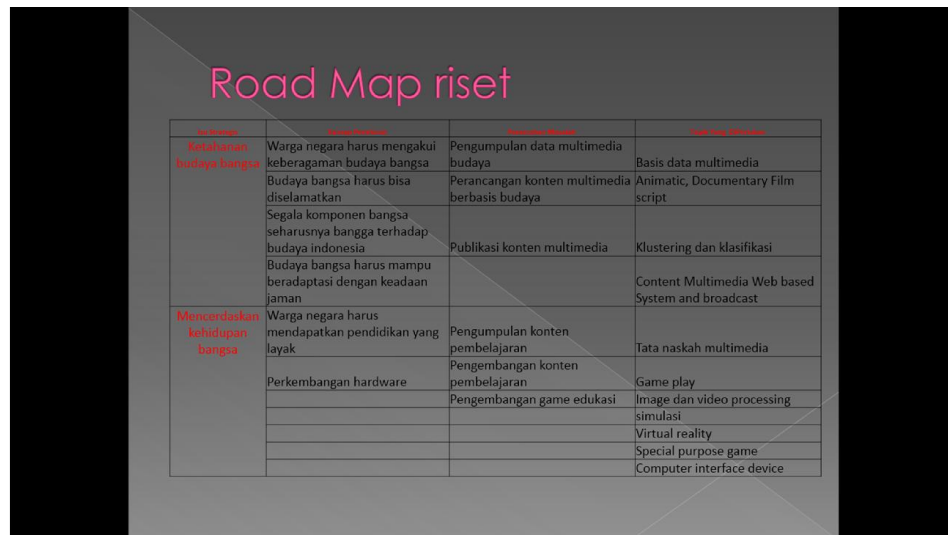 Road Map riset
Isu Strategis
Ketahanan
budaya bangsa
Warga negara harus mengakui
keberagaman budaya bangsa
Pengumpulan data multimedia
budaya
Basis data multimedia
Budaya bangsa harus bisa
diselamatkan
Perancangan konten multimedia
berbasis budaya
Animatic, Documentary Film
script
Segala komponen bangsa
seharusnya bangga terhadap
budaya indonesia
Publikasi konten multimedia
Klustering dan klasifikasi
Budaya bangsa harus mampu
beradaptasi dengan keadaan
jaman
Content Multimedia Web based
System and broadcast
Mencerdaskan
kehidupan
bangsa
Warga negara harus
mendapatkan pendidikan yang
layak
Pengumpulan konten
pembelajaran
Tata naskah multimedia
Perkembangan hardware
Pengembangan konten
pembelajaran
Game play
Pengembangan game edukasi
Image dan video processing
simulasi
Virtual reality
Special purpose game
Computer interface device